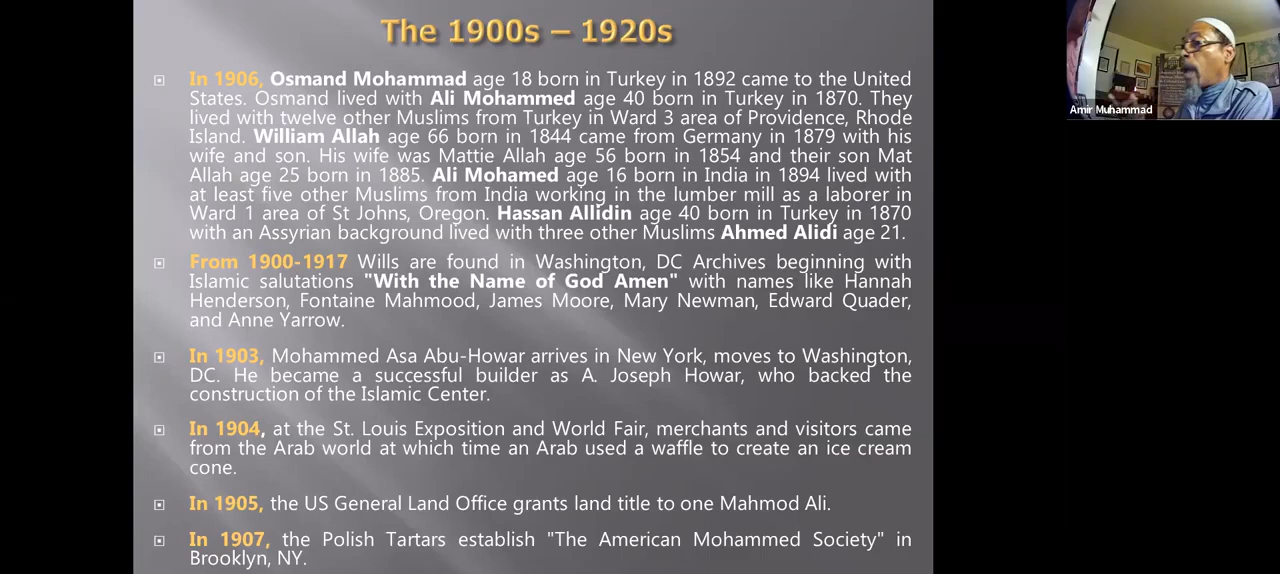 The 1900s – 1920s
In 1906, Osmand Mohammad age 18 born in Turkey in 1892 came to the United
States. Osmand lived with Ali Mohammed age 40 born in Turkey in 1870. They
lived with twelve other Muslims from Turkey in Ward 3 area of Providence, Rhode
Island. William Allah age 66 born in 1844 came from Germany in 1879 with his
wife and son. His wife was Mattie Allah age 56 born in 1854 and their son Mat
Allah age 25 born in 1885. Ali Mohamed age 16 born in India in 1894 lived with
at least five other Muslims from India working in the lumber mill as a laborer in
Ward 1 area of St Johns, Oregon. Hassan Allidin age 40 born in Turkey in 1870
with an Assyrian background lived with three other Muslims Ahmed Alidi age 21.
From 1900-1917 Wills are found in Washington, DC Archives beginning with
Islamic salutations "With the Name of God Amen" with names like Hannah
Henderson, Fontaine Mahmood, James Moore, Mary Newman, Edward Quader,
and Anne Yarrow.
In 1903, Mohammed Asa Abu-Howar arrives in New York, moves to Washington,
DC. He became a successful builder as A. Joseph Howar, who backed the
construction of the Islamic Center.
In 1904, at the St. Louis Exposition and World Fair, merchants and visitors came
from the Arab world at which time an Arab used a waffle to create an ice cream
cone.
In 1905, the US General Land Office grants land title to one Mahmod Ali.
In 1907, the Polish Tartars establish "The American Mohammed Society" in
Brooklyn, NY.
Amir Muhammad